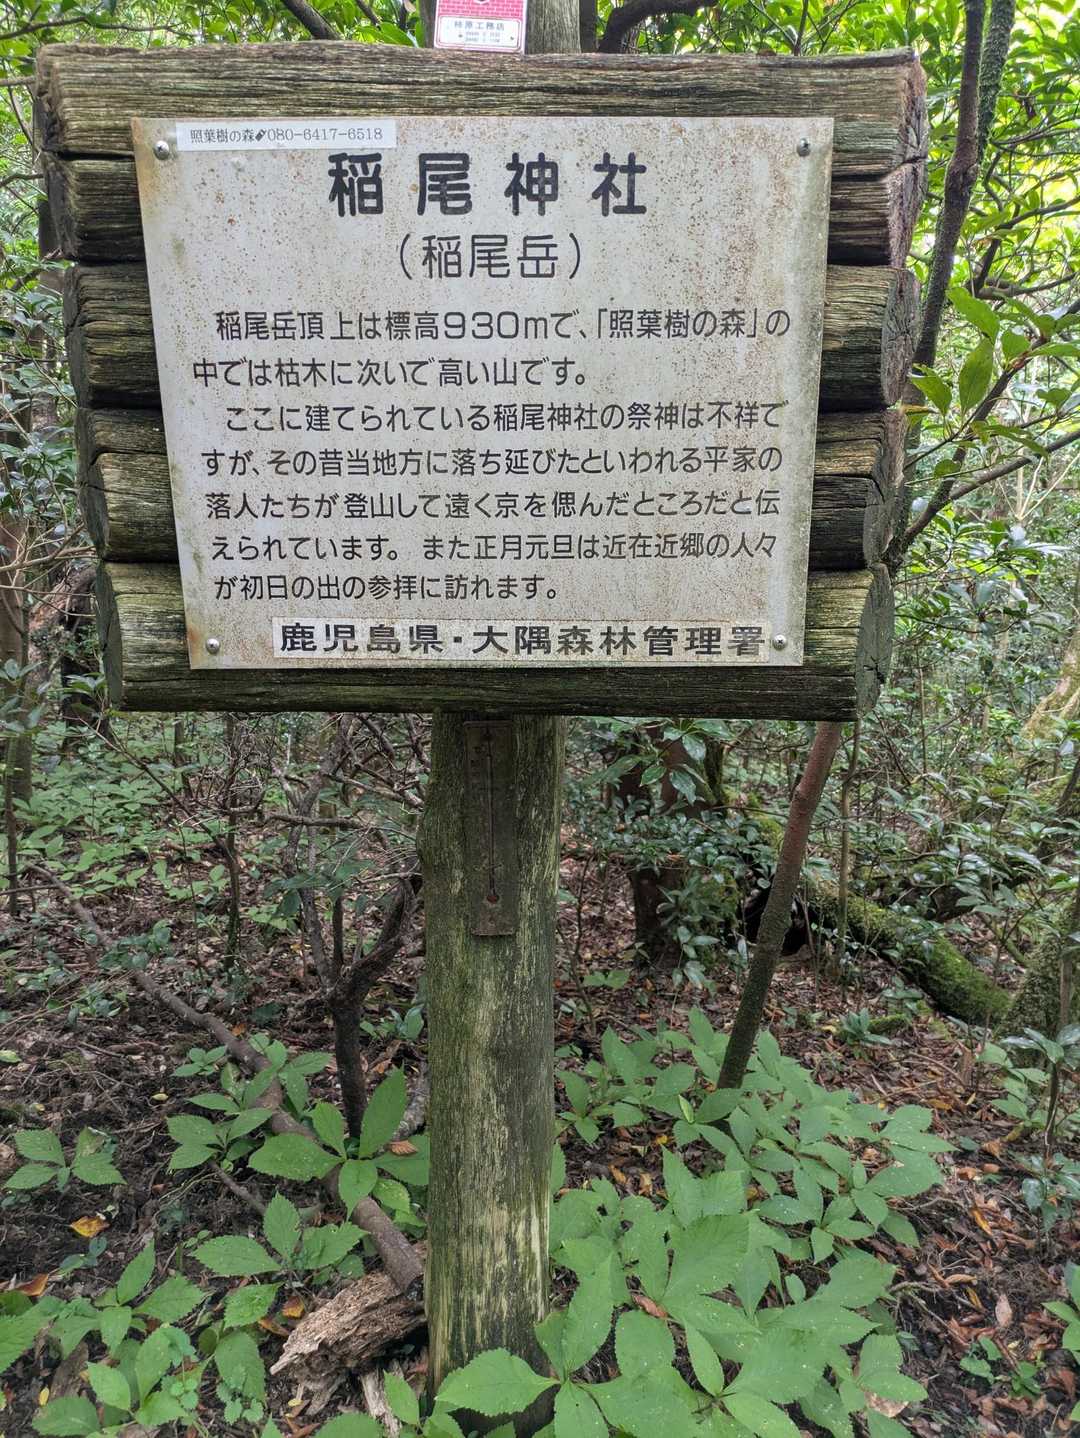 柿原工務店
照葉樹の森✒080-6417-6518
稲尾神社
（稲尾岳）
稲尾岳頂上は標高930mで、「照葉樹の森」の
中では枯木に次いで高い山です。
ここに建てられている稲尾神社の祭神は不祥で
すが、その昔当地方に落ち延びたといわれる平家の
落人たちが登山して遠く京を偲んだところだと伝
えられています。また正月元旦は近在近郷の人々
が初日の出の参拝に訪れます。
鹿児島県・大隅森林管理署